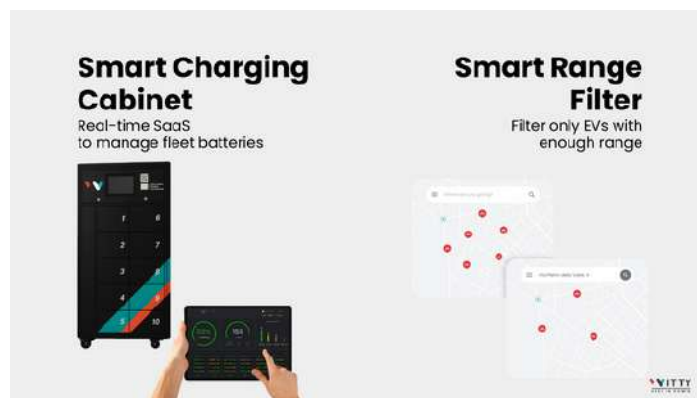 Smart Charging
Cabinet
Real-time SaaS
to manage fleet batteries
Smart Range
Filter
Filter only EVs with
enough range
1 6
2 7
3 8
4 9
5 10
WITTY